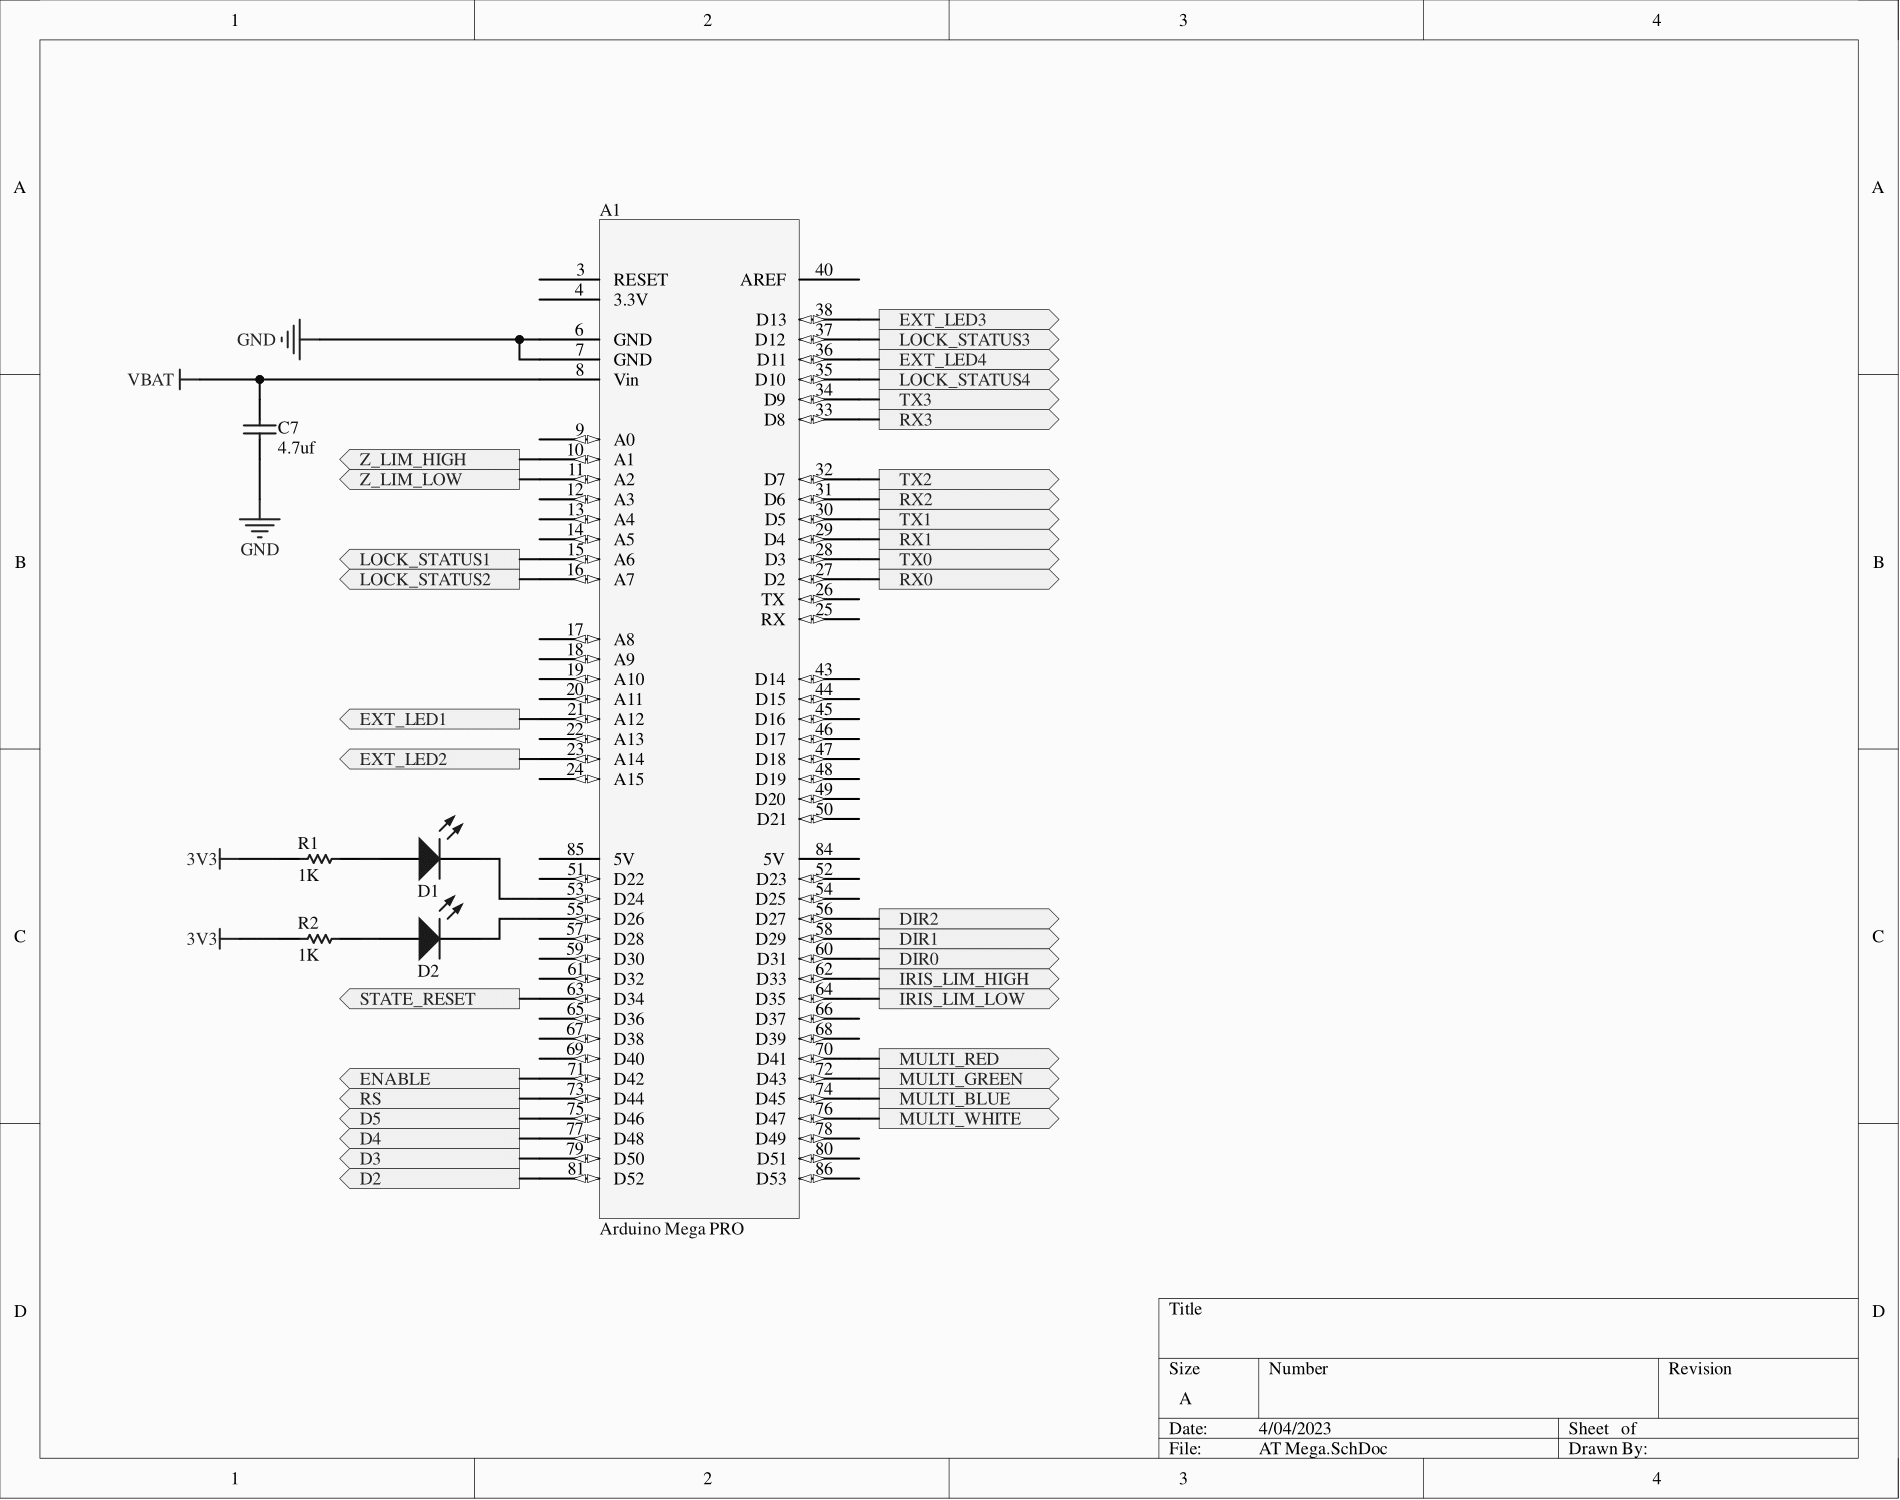 1 2 3 4
A A
A1
3 RESET AREF 40
4 3.3V
D13 38 EXT_LED3
GND 6 GND D12 37 LOCK_STATUS3
7 GND D11 36 EXT_LED4
VBAT 8 Vin D10 35 LOCK_STATUS4
D9 34 TX3
D8 33 RX3
C7
4.7uf
9 A0
Z_LIM_HIGH 10 A1
Z_LIM_LOW 11 A2 D7 32 TX2
12 A3 D6 31 RX2
13 A4 D5 30 TX1
14 A5 D4 29 RX1
GND
LOCK_STATUS1 15 A6 D3 28 TX0
B B
LOCK_STATUS2 16 A7 D2 27 RX0
TX 26
RX 25
17 A8
18 A9
19 A10 D14 43
20 A11 D15 44
EXT_LED1 21 A12 D16 45
22 A13 D17 46
EXT_LED2 23 A14 D18 47
24 A15 D19 48
D20 49
D21 50
R1
3V3 85 5V 5V 84
1K
51 D22 D23 52
D1
53 D24 D25 54
R2
55 D26 D27 56 DIR2
C C
3V3 57 D28 D29 58 DIR1
1K
59 D30 D31 60 DIR0
D2
61 D32 D33 62 IRIS_LIM_HIGH
STATE_RESET 63 D34 D35 64 IRIS_LIM_LOW
65 D36 D37 66
67 D38 D39 68
69 D40 D41 70 MULTI_RED
ENABLE 71 D42 D43 72 MULTI_GREEN
RS 73 D44 D45 74 MULTI_BLUE
D5 75 D46 D47 76 MULTI_WHITE
D4 77 D48 D49 78
D3 79 D50 D51 80
D2 81 D52 D53 86
Arduino Mega PRO
D D
Title
Size Number Revision
A
Date: 4/04/2023 Sheet of
File: AT Mega.SchDoc Drawn By:
1 2 3 4